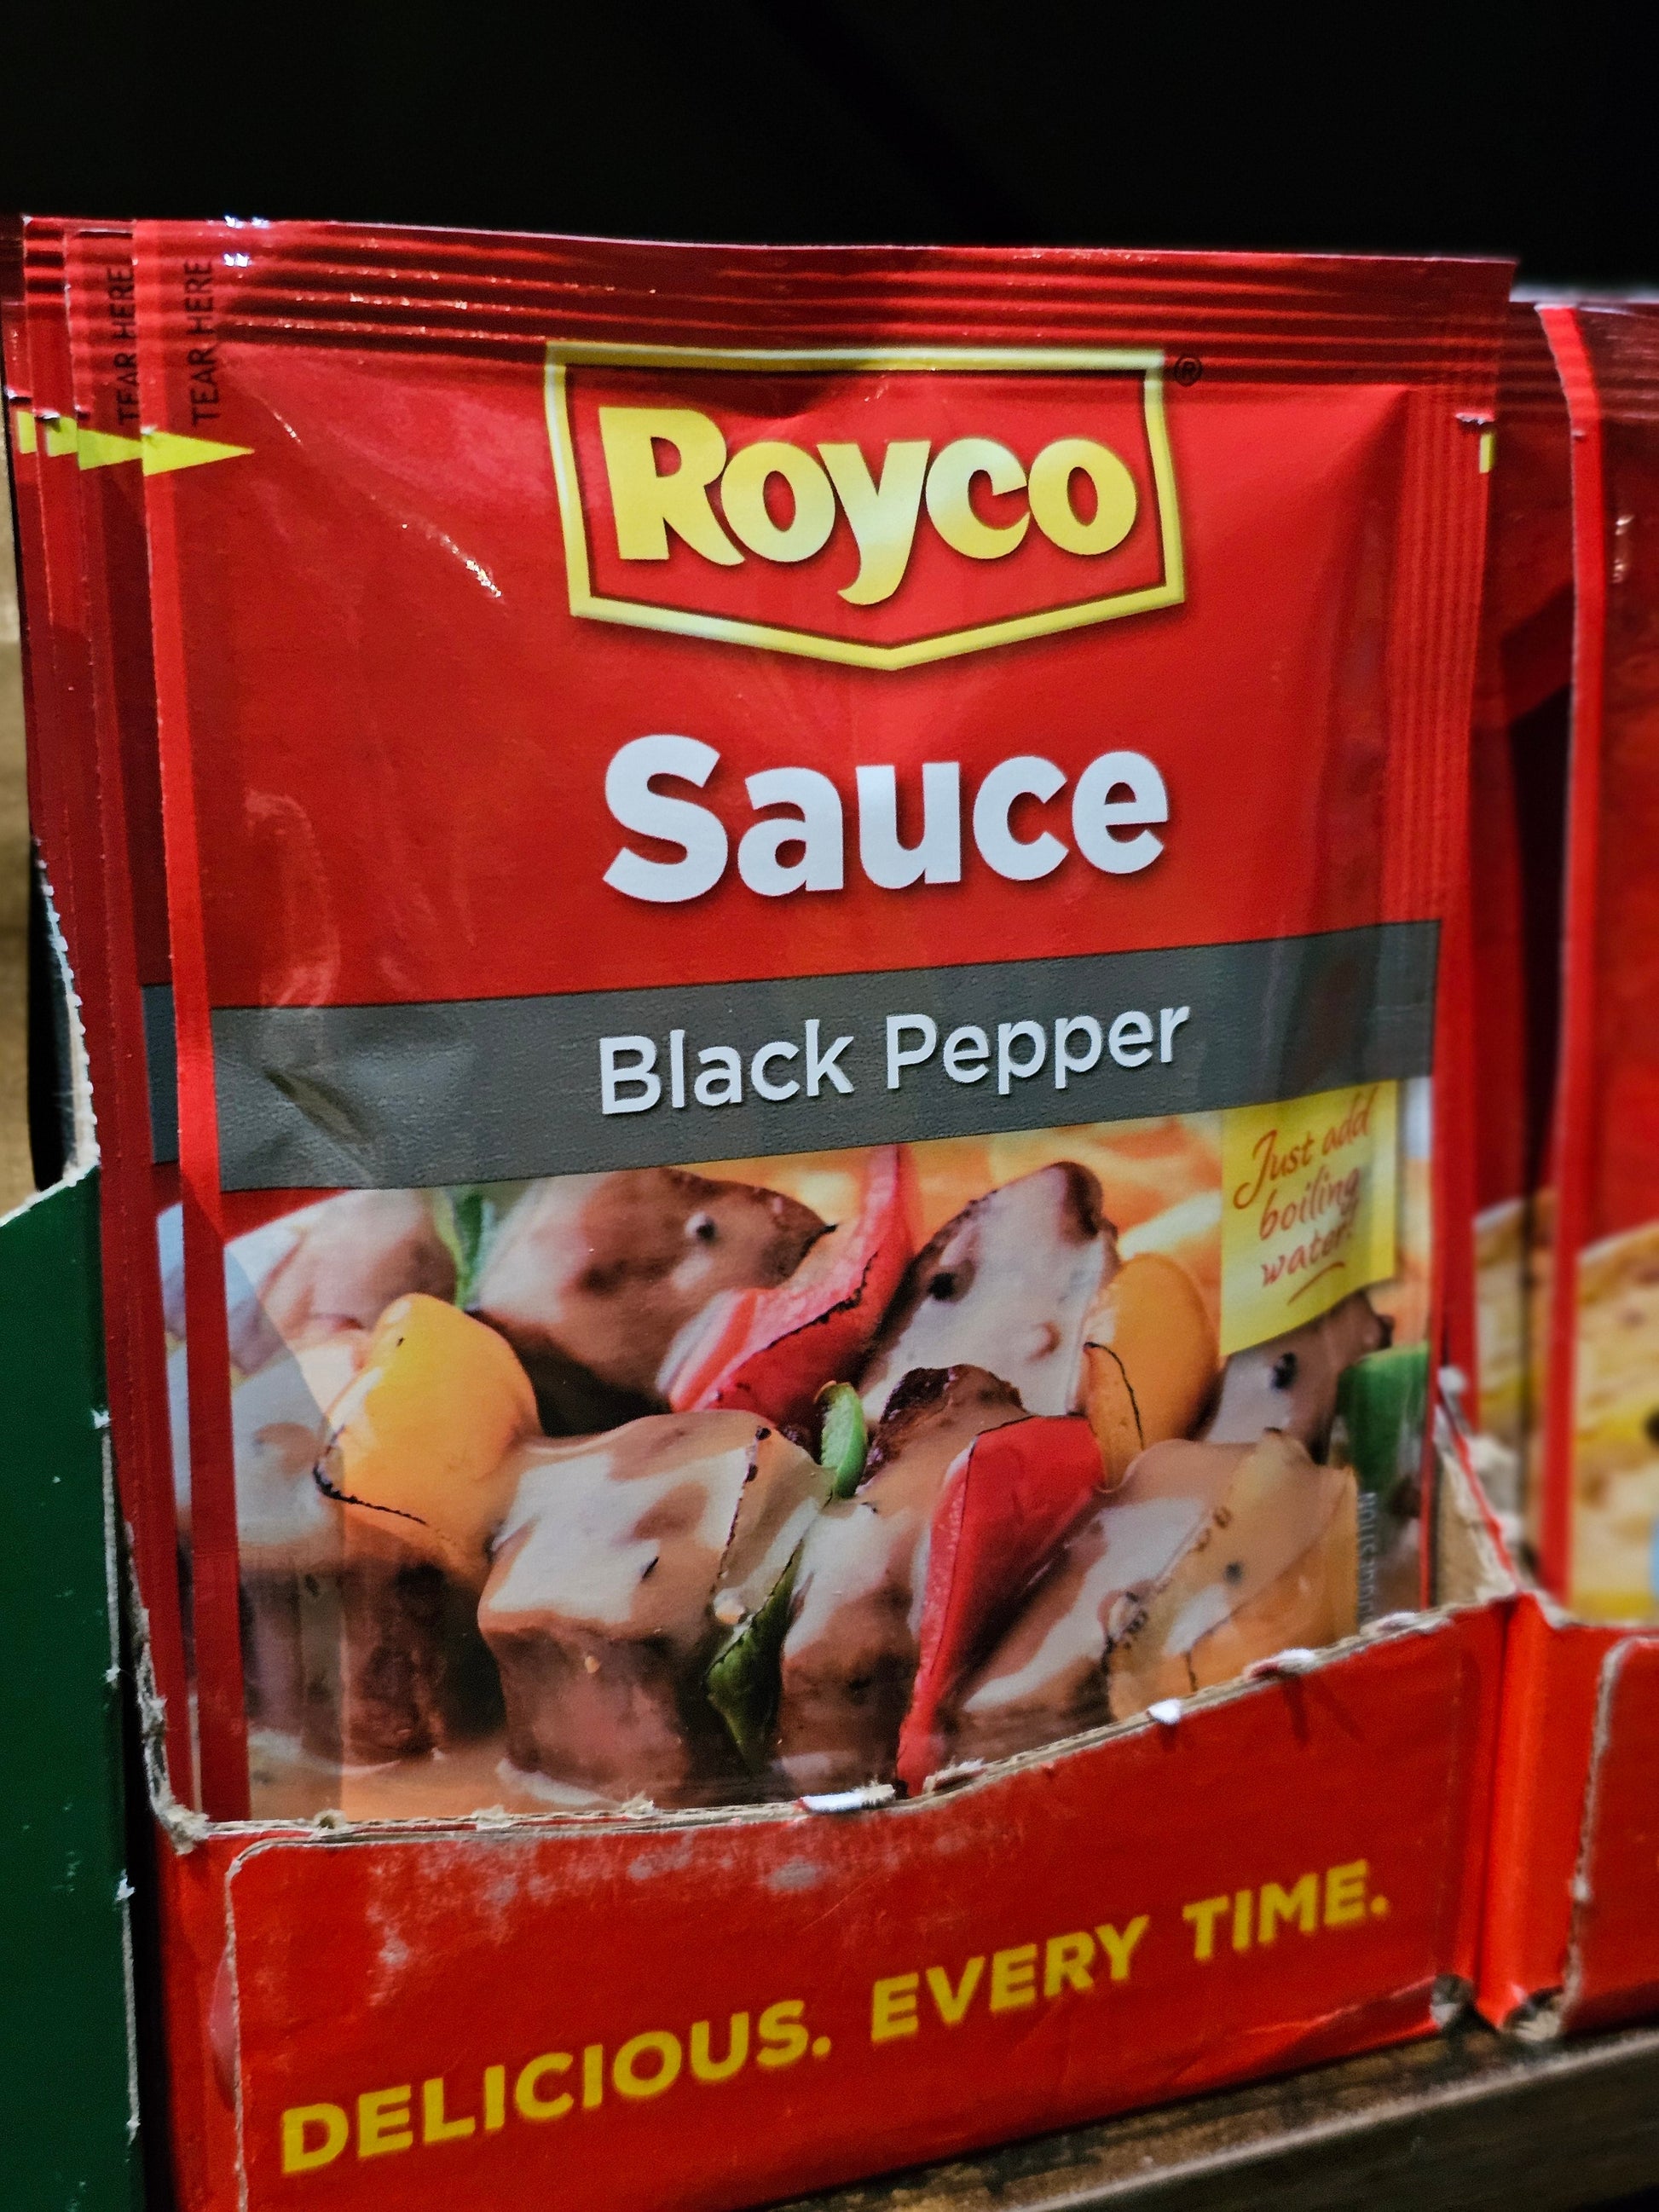 TEAR HERE
TEAR HERE
Royco®
Sauce
Black Pepper
Just add
boiling
water!
DELICIOUS. EVERY TIME.